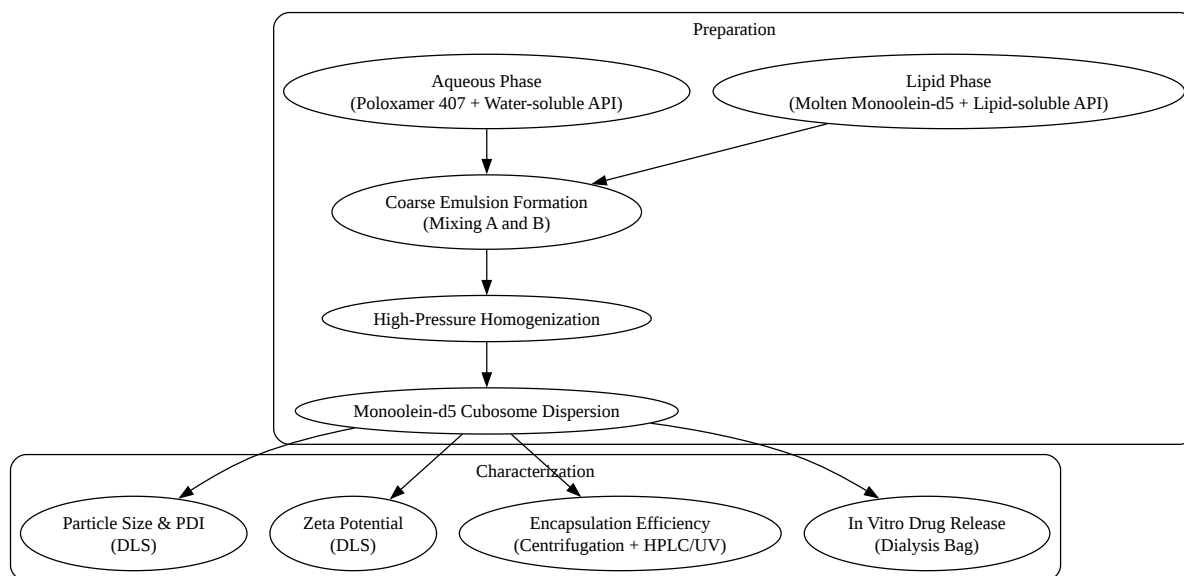 Preparation
Aqueous Phase
(Poloxamer 407 + Water-soluble API)
Lipid Phase
(Molten Monoolein-d5 + Lipid-soluble API)
Coarse Emulsion Formation
(Mixing A and B)
High-Pressure Homogenization
Monoolein-d5 Cubosome Dispersion
Characterization
Particle Size & PDI
(DLS)
Zeta Potential
(DLS)
Encapsulation Efficiency
(Centrifugation + HPLC/UV)
In Vitro Drug Release
(Dialysis Bag)